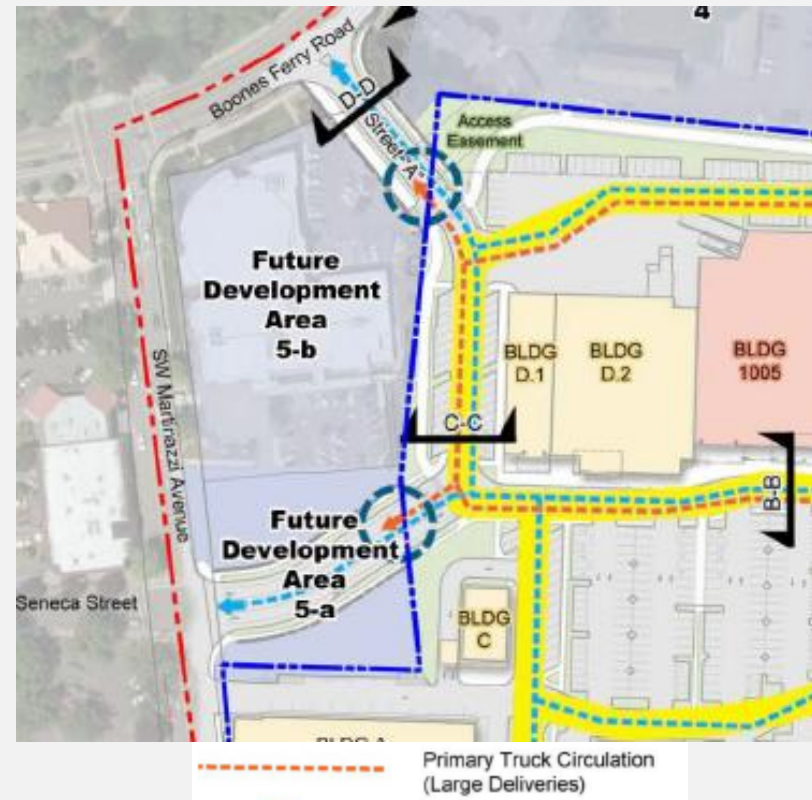 4
Boones Ferry Road
D-D
Street A
Access
Easement
Future
Development
Area
5-b
BLDG
D.1
BLDG
D.2
BLDG
1005
SW Martinazzi Avenue
C-C
B-B
Future
Development
Area
5-a
Seneca Street
BLDG
C
Primary Truck Circulation
(Large Deliveries)